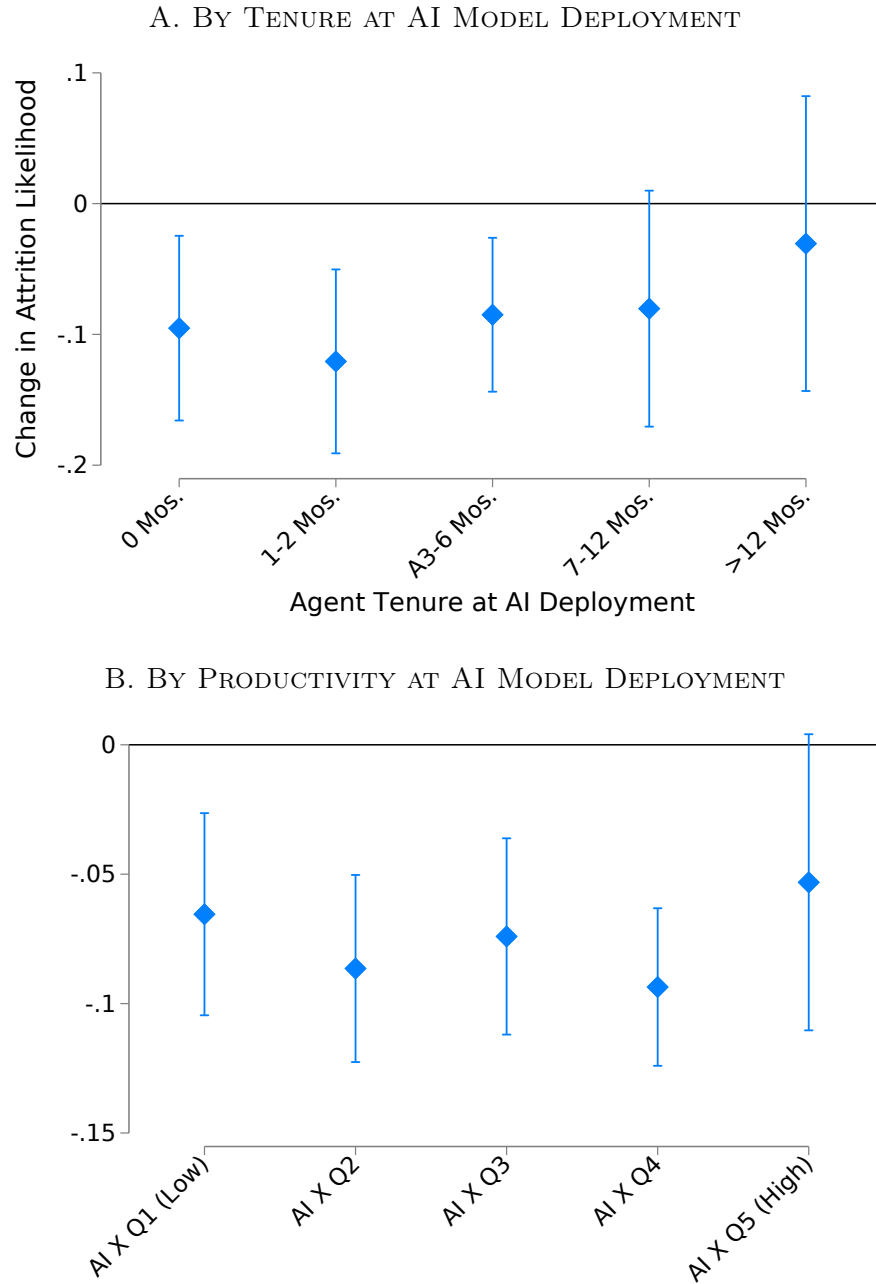 A. By Tenure at AI Model Deployment
Change in Attrition Likelihood
.1
0
-.1
-.2
0 Mos.
1-2 Mos.
A3-6 Mos.
7-12 Mos.
>12 Mos.
Agent Tenure at AI Deployment
B. By Productivity at AI Model Deployment
0
-.05
-.1
-.15
AI X Q1 (Low)
AI X Q2
AI X Q3
AI X Q4
AI X Q5 (High)